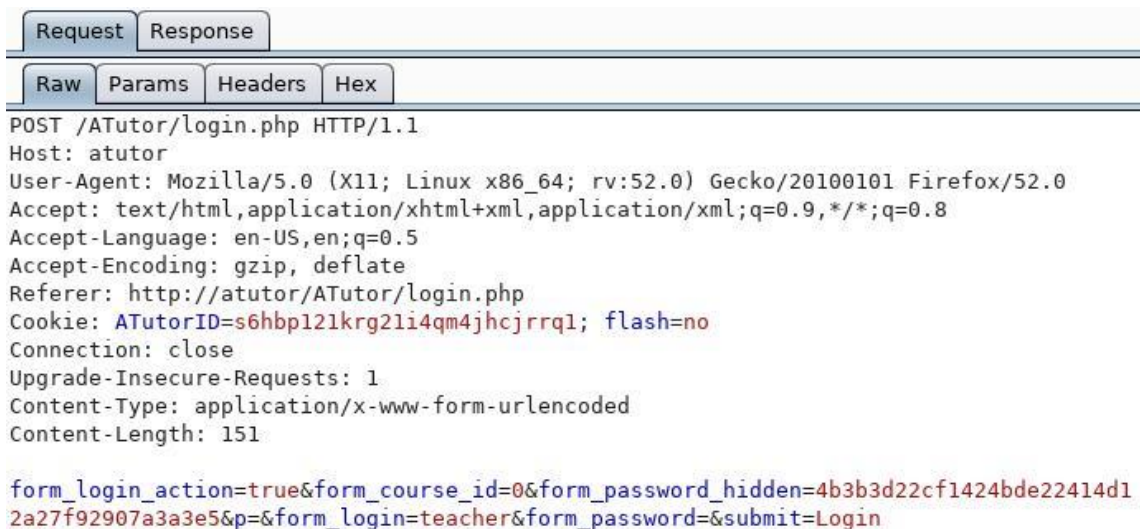 Request Response
Raw Params Headers Hex
POST /ATutor/login.php HTTP/1.1
Host: atutor
User-Agent: Mozilla/5.0 (X11; Linux x86_64; rv:52.0) Gecko/20100101 Firefox/52.0
Accept: text/html,application/xhtml+xml,application/xml;q=0.9,*/*;q=0.8
Accept-Language: en-US,en;q=0.5
Accept-Encoding: gzip, deflate
Referer: http://atutor/ATutor/login.php
Cookie: ATutorID=s6hbp121krg21i4qm4jhcjrrq1; flash=no
Connection: close
Upgrade-Insecure-Requests: 1
Content-Type: application/x-www-form-urlencoded
Content-Length: 151
form_login_action=true&form_course_id=0&form_password_hidden=4b3b3d22cf1424bde22414d1
2a27f92907a3a3e5&p=&form_login=teacher&form_password=&submit=Login